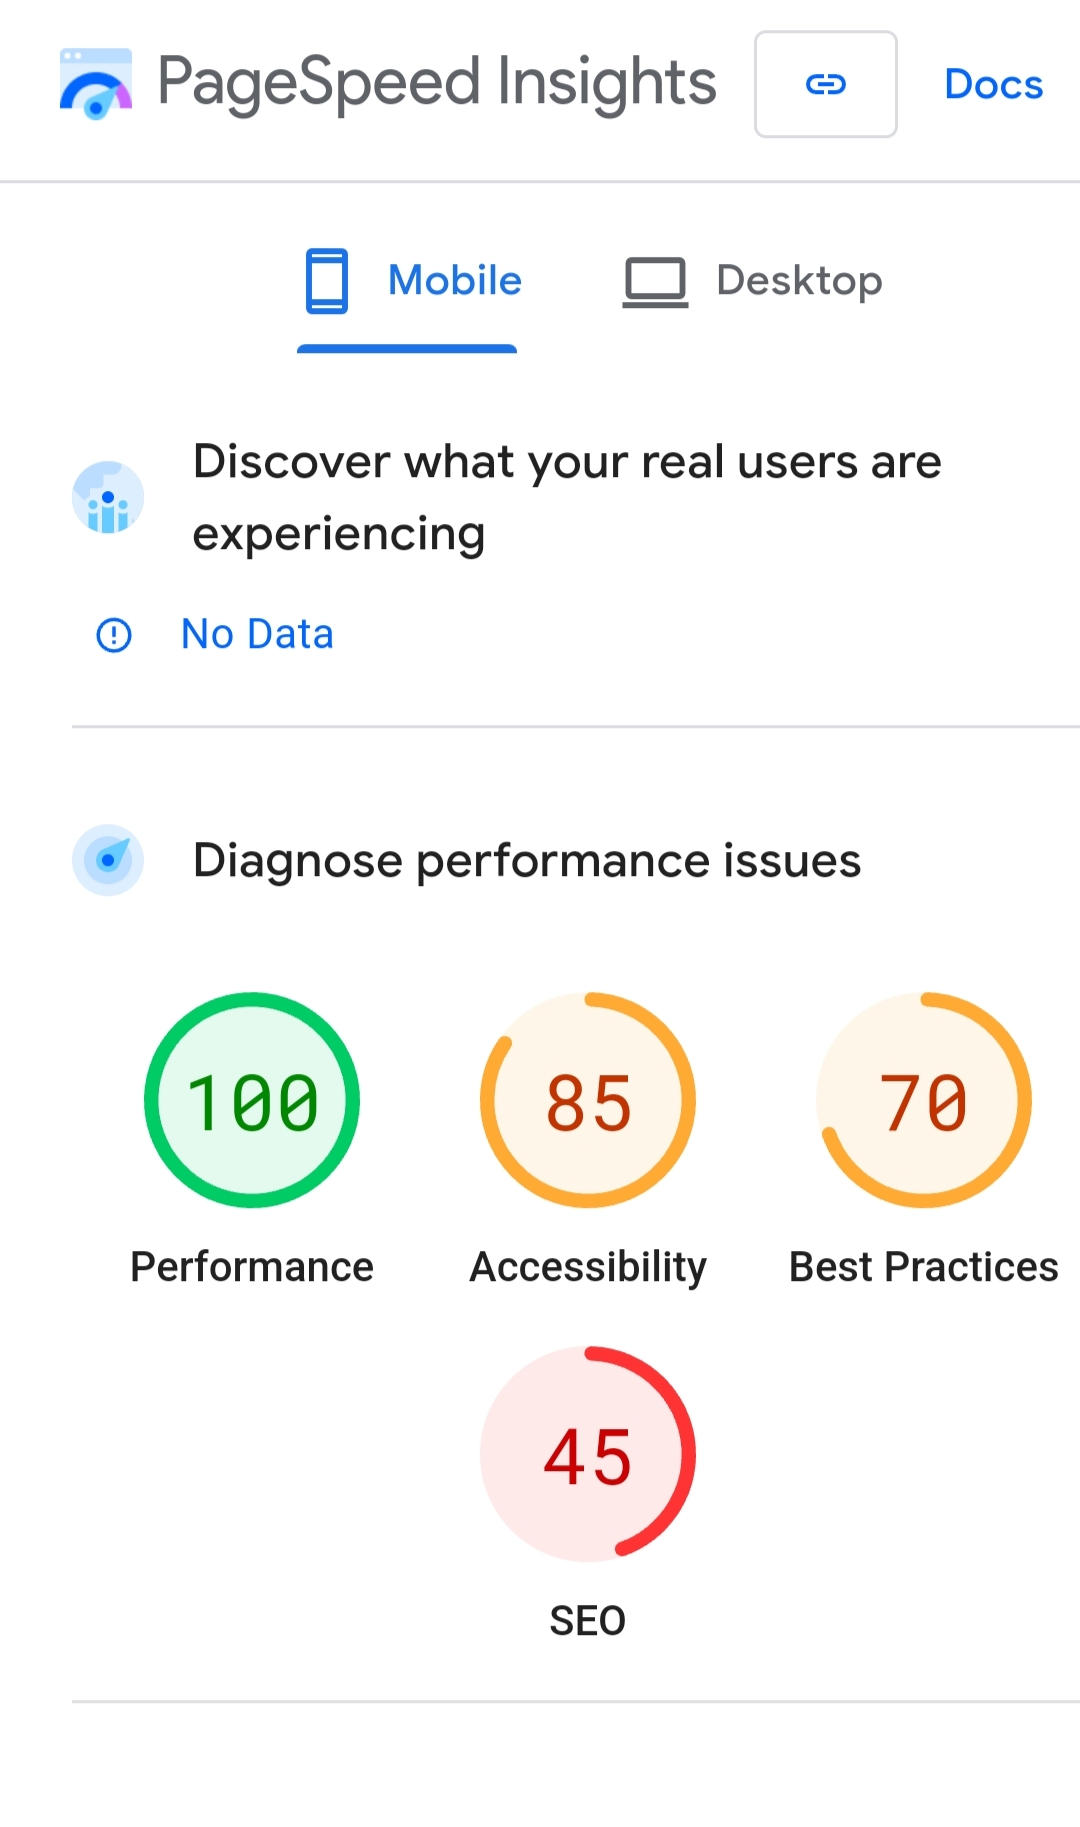 PageSpeed Insights
Docs
Mobile
Desktop
Discover what your real users are
experiencing
No Data
Diagnose performance issues
100
85
70
Performance
Accessibility
Best Practices
45
SEO